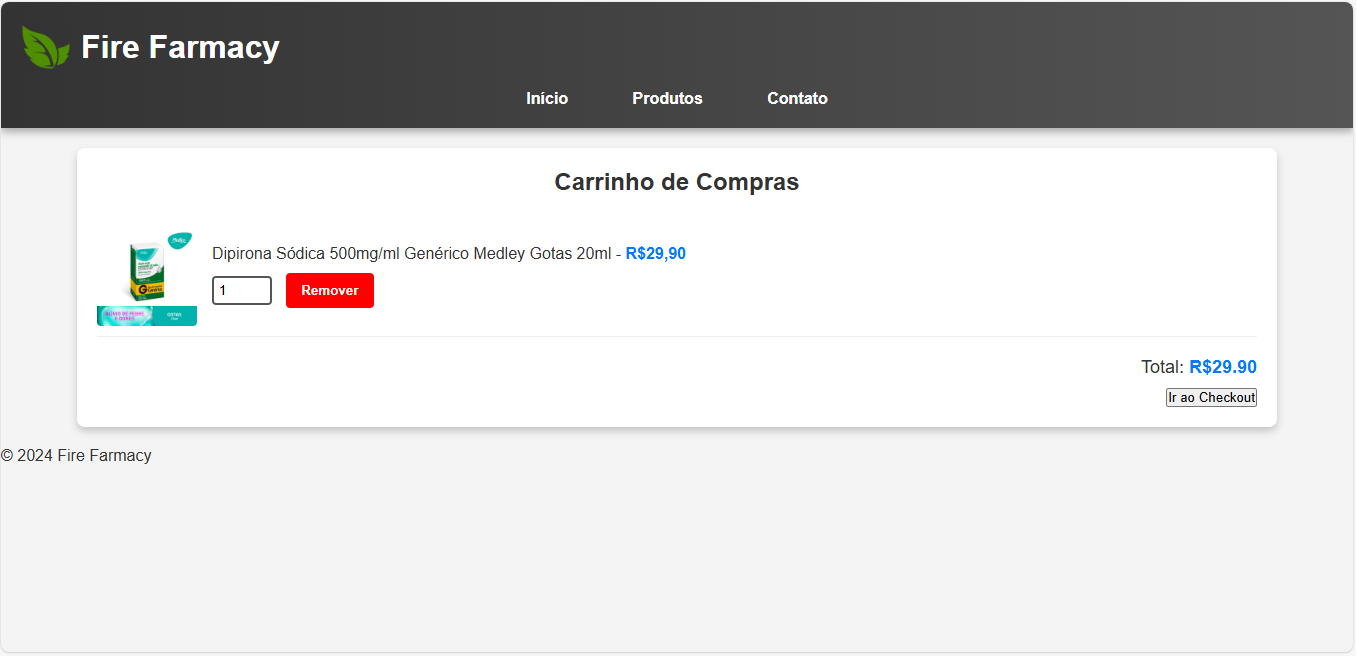 Fire Farmacy
Início Produtos Contato
Carrinho de Compras
Dipirona Sódica 500mg/ml Genérico Medley Gotas 20ml - R$29,90
1 Remover
Total: R$29.90
Ir ao Checkout
© 2024 Fire Farmacy